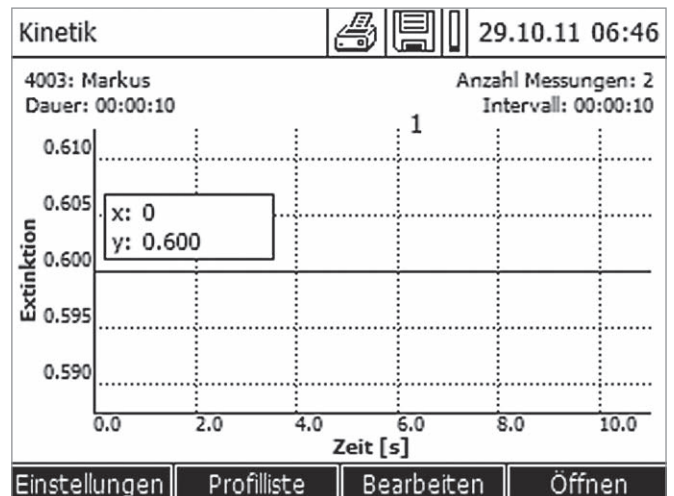 Kinetik 29.10.11 06:46
4003: Markus Anzahl Messungen: 2
Dauer: 00:00:10 Intervall: 00:00:10
1
0.610
0.605
x: 0
y: 0.600
0.600
0.595
0.590
Extinktion
0.0 2.0 4.0 6.0 8.0 10.0
Zeit [s]
Einstellungen Profilliste Bearbeiten Öffnen